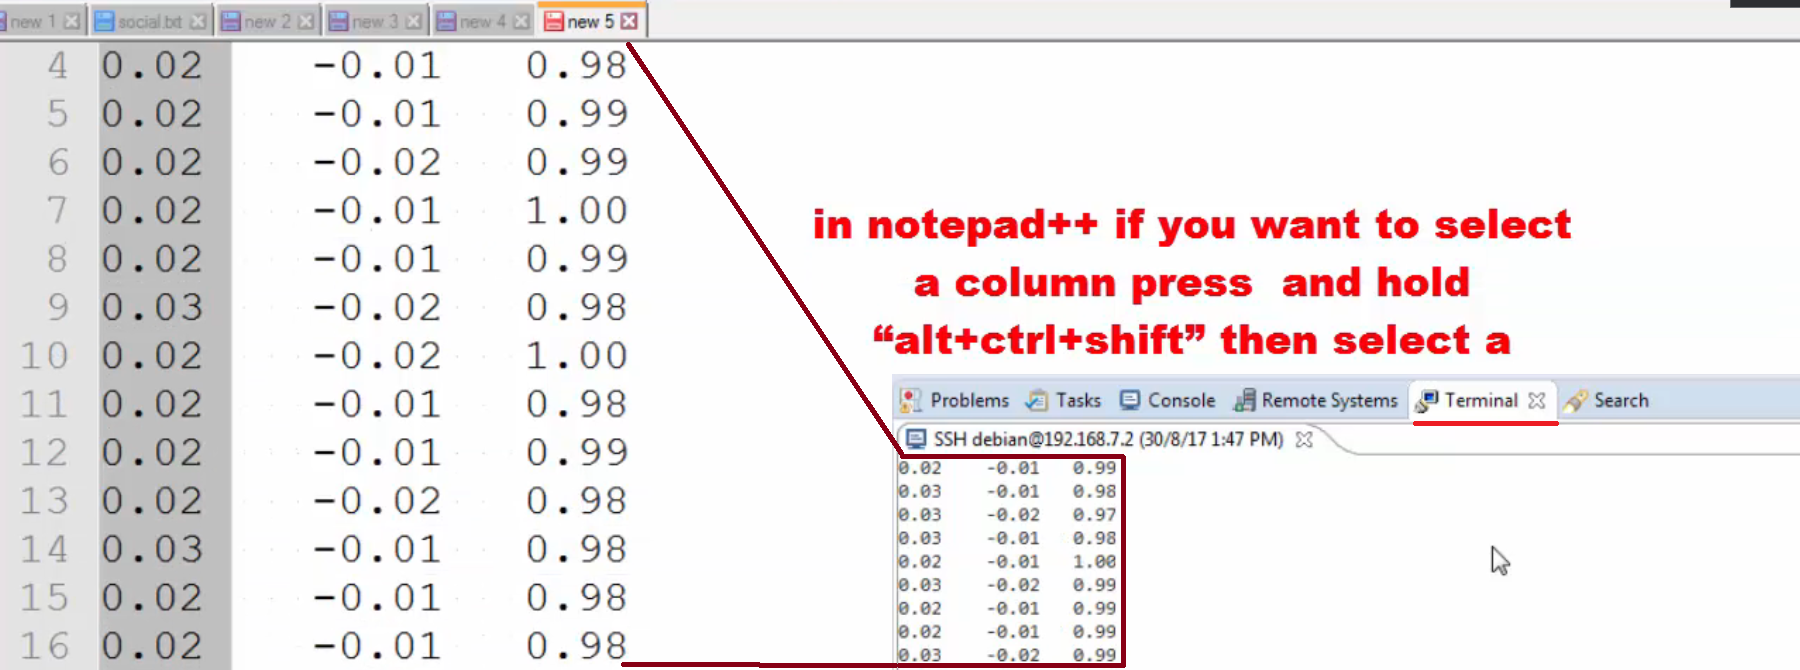 new 1 social.txt new 2 new 3 new 4 new 5
4 0.02 -0.01 0.98
5 0.02 -0.01 0.99
6 0.02 -0.02 0.99
7 0.02 -0.01 1.00
8 0.02 -0.01 0.99
9 0.03 -0.02 0.98
10 0.02 -0.02 1.00
11 0.02 -0.01 0.98
12 0.02 -0.01 0.99
13 0.02 -0.02 0.98
14 0.03 -0.01 0.98
15 0.02 -0.01 0.98
16 0.02 -0.01 0.98
in notepad++ if you want to select
a column press and hold
“alt+ctrl+shift” then select a
Problems Tasks Console Remote Systems Terminal Search
SSH debian@192.168.7.2 (30/8/17 1:47 PM)
0.02 -0.01 0.99
0.03 -0.01 0.98
0.03 -0.02 0.97
0.03 -0.01 0.98
0.02 -0.01 1.00
0.03 -0.02 0.99
0.02 -0.01 0.99
0.02 -0.01 0.99
0.03 -0.02 0.99